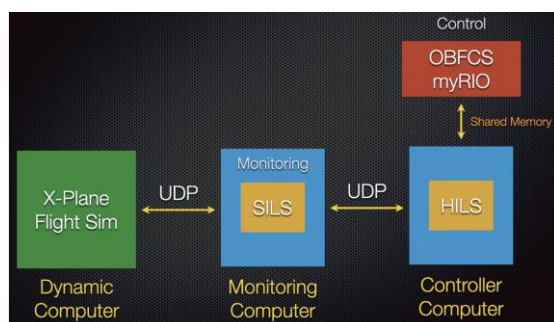 Control
OBFCS
myRIO
Shared Memory
X-Plane
Flight Sim
UDP
Monitoring
SILS
UDP
HILS
Dynamic
Computer
Monitoring
Computer
Controller
Computer